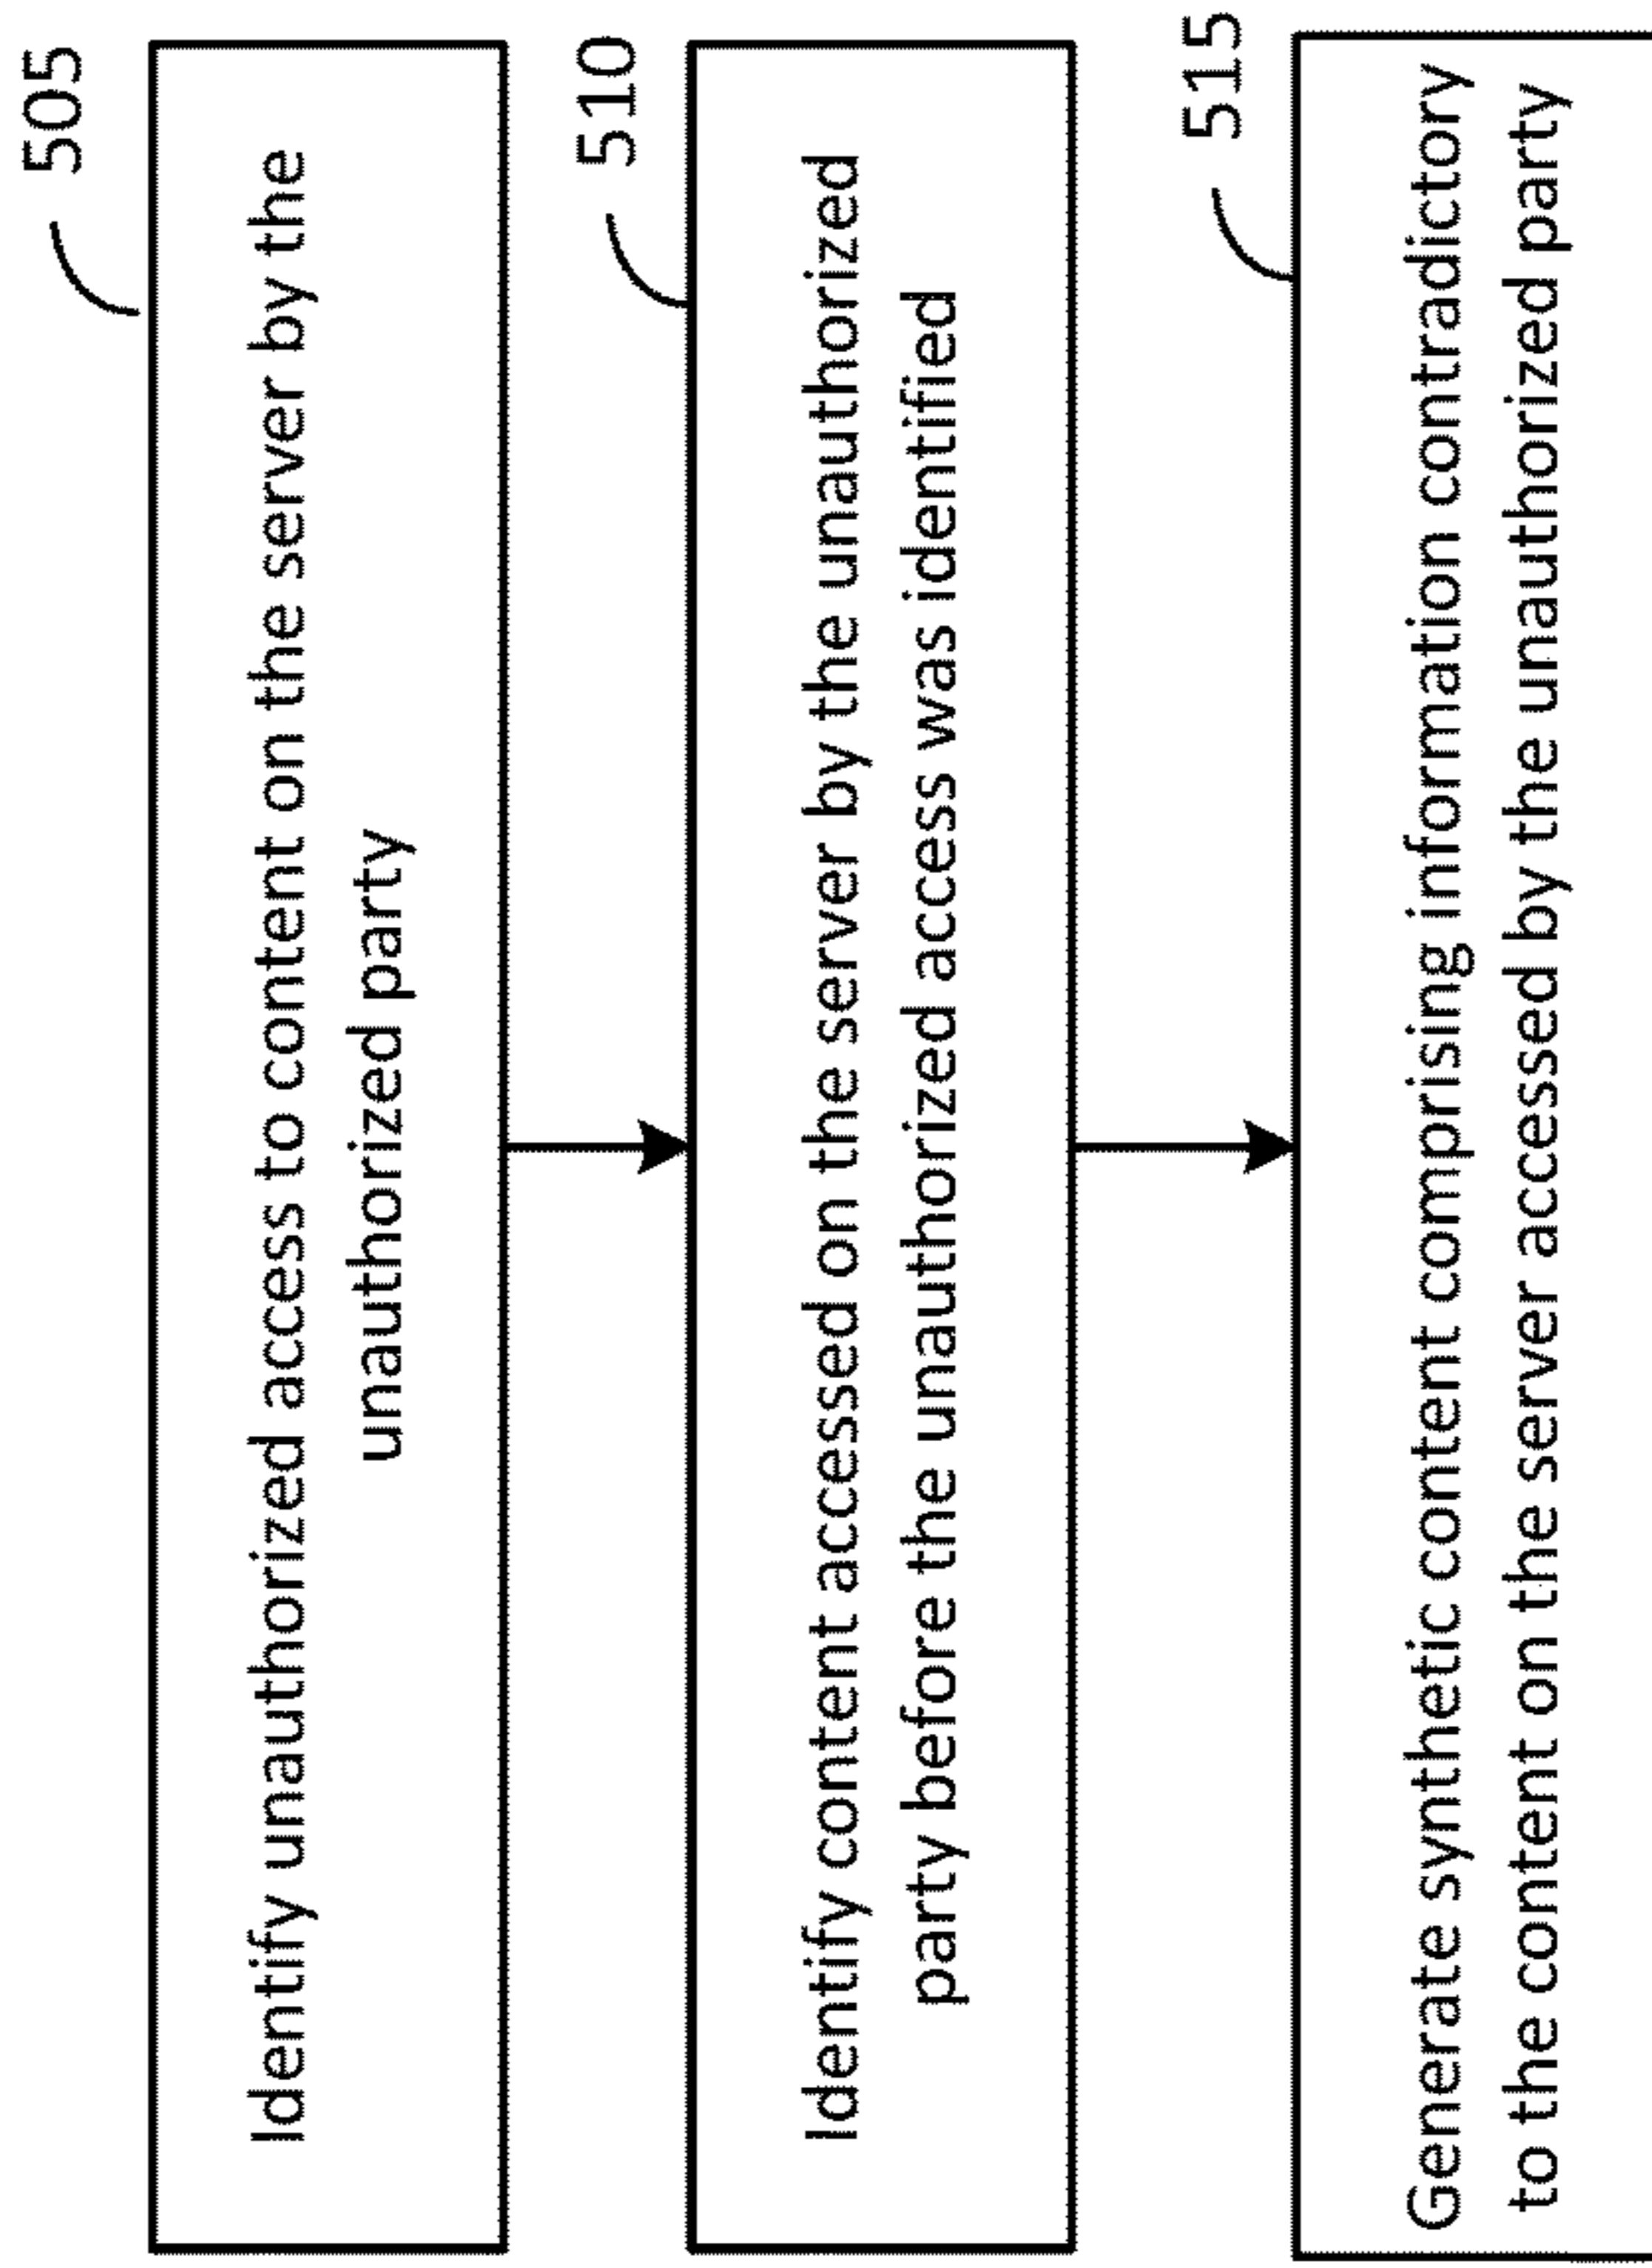 505
Identify unauthorized access to content on the server by the
unauthorized party
510
Identify content accessed on the server by the unauthorized
party before the unauthorized access was identified
515
Generate synthetic content comprising information contradictory
to the content on the server accessed by the unauthorized party